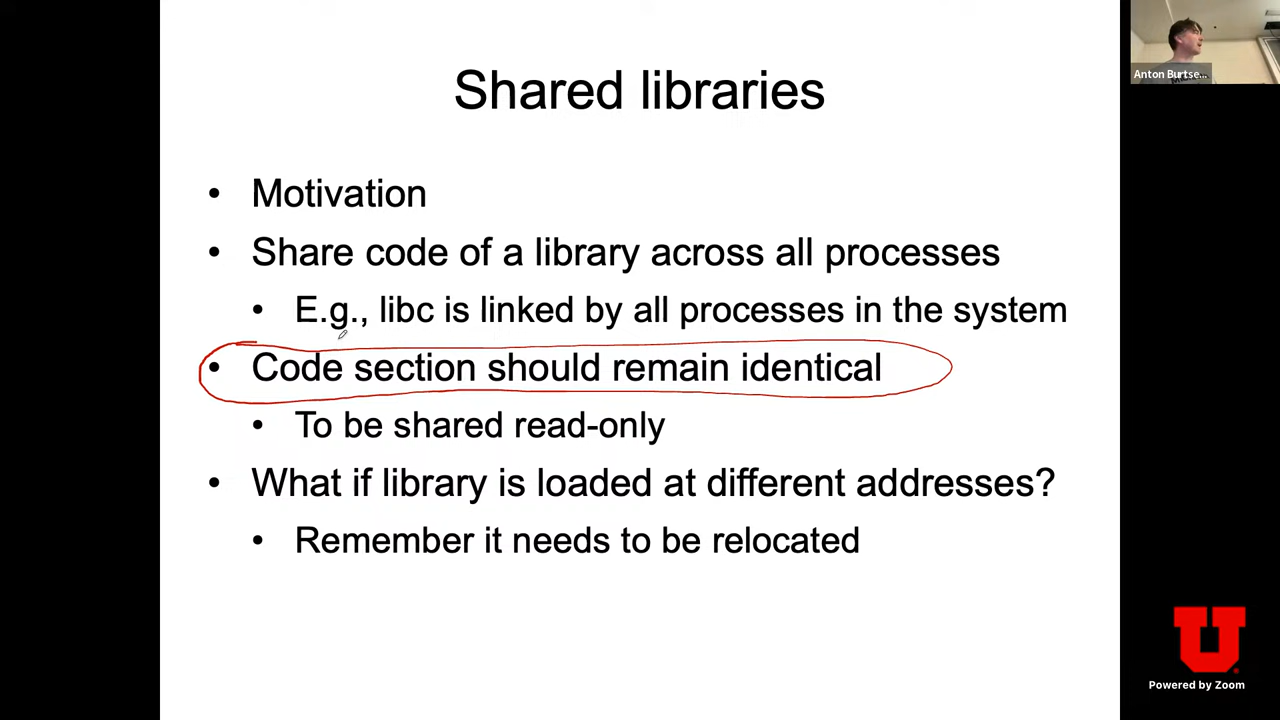 Shared libraries
• Motivation
• Share code of a library across all processes
• E.g., libc is linked by all processes in the system
• Code section should remain identical
• To be shared read-only
• What if library is loaded at different addresses?
• Remember it needs to be relocated
Anton Burtse...
U
Powered by Zoom